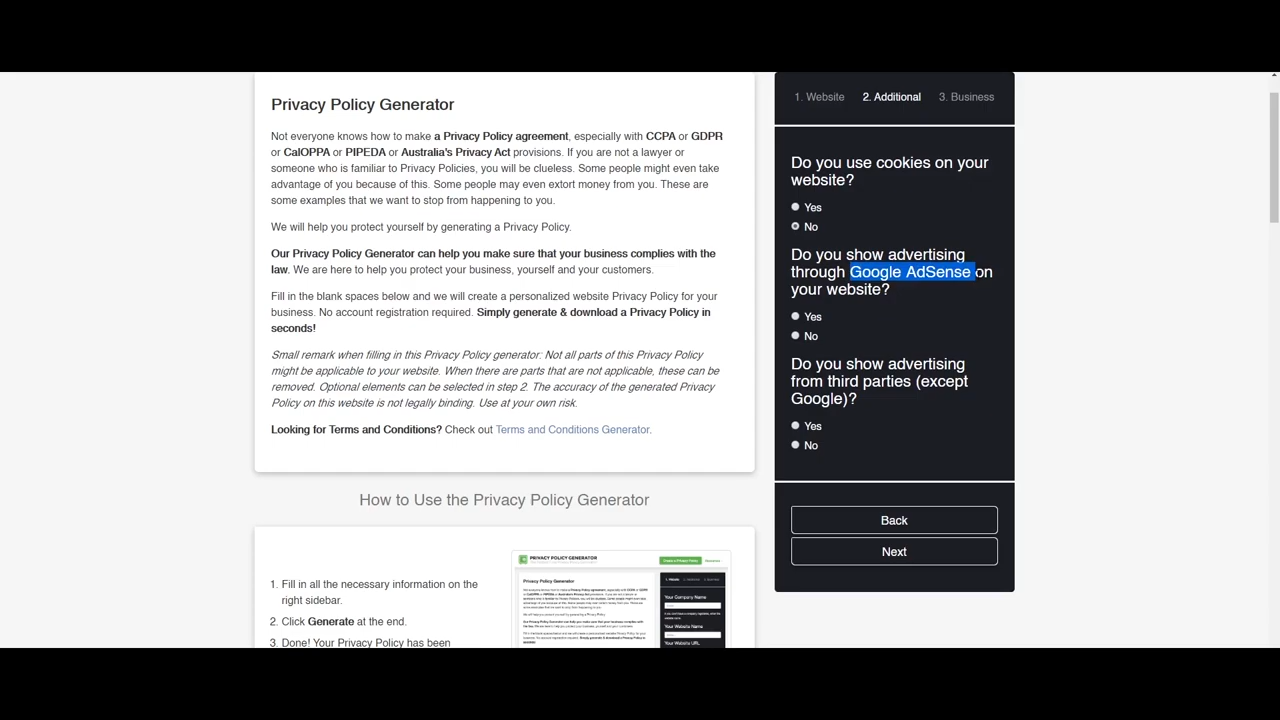 Privacy Policy Generator
Not everyone knows how to make a Privacy Policy agreement, especially with CCPA or GDPR
or CalOPPA or PIPEDA or Australia's Privacy Act provisions. If you are not a lawyer or
someone who is familiar to Privacy Policies, you will be clueless. Some people might even take
advantage of you because of this. Some people may even extort money from you. These are
some examples that we want to stop from happening to you.
We will help you protect yourself by generating a Privacy Policy.
Our Privacy Policy Generator can help you make sure that your business complies with the
law. We are here to help you protect your business, yourself and your customers.
Fill in the blank spaces below and we will create a personalized website Privacy Policy for your
business. No account registration required. Simply generate & download a Privacy Policy in
seconds!
Small remark when filling in this Privacy Policy generator: Not all parts of this Privacy Policy
might be applicable to your website. When there are parts that are not applicable, these can be
removed. Optional elements can be selected in step 2. The accuracy of the generated Privacy
Policy on this website is not legally binding. Use at your own risk.
Looking for Terms and Conditions? Check out Terms and Conditions Generator.
How to Use the Privacy Policy Generator
1. Fill in all the necessary information on the
right sidebar.
2. Click Generate at the end.
3. Done! Your Privacy Policy has been
PRIVACY POLICY GENERATOR
Privacy Policy Generator
Your Company Name
Your Website Name
Your Website URL
1. Website 2. Additional 3. Business
Do you use cookies on your
website?
Yes
No
Do you show advertising
through Google AdSense on
your website?
Yes
No
Do you show advertising
from third parties (except
Google)?
Yes
No
Back
Next